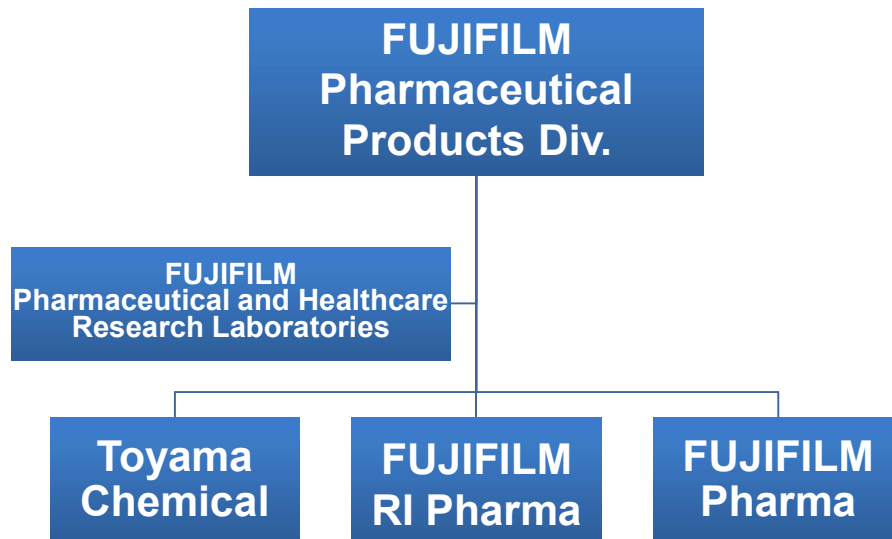 FUJIFILM
Pharmaceutical
Products Div.
FUJIFILM
Pharmaceutical and Healthcare
Research Laboratories
Toyama
Chemical
FUJIFILM
RI Pharma
FUJIFILM
Pharma